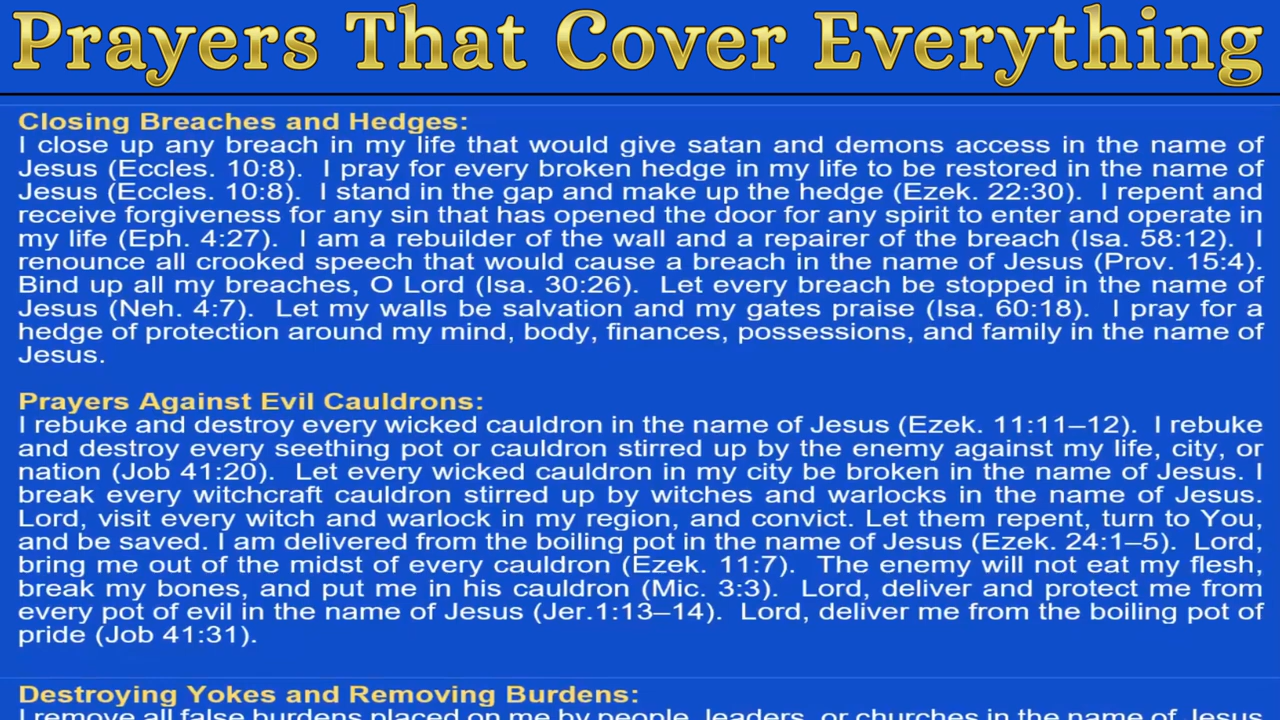 Prayers That Cover Everything
Closing Breaches and Hedges:
I close up any breach in my life that would give satan and demons access in the name of
Jesus (Eccles. 10:8).  I pray for every broken hedge in my life to be restored in the name of
Jesus (Eccles. 10:8).  I stand in the gap and make up the hedge (Ezek. 22:30).  I repent and
receive forgiveness for any sin that has opened the door for any spirit to enter and operate in
my life (Eph. 4:27).  I am a rebuilder of the wall and a repairer of the breach (Isa. 58:12).  I
renounce all crooked speech that would cause a breach in the name of Jesus (Prov. 15:4).
Bind up all my breaches, O Lord (Isa. 30:26).  Let every breach be stopped in the name of
Jesus (Neh. 4:7).  Let my walls be salvation and my gates praise (Isa. 60:18).  I pray for a
hedge of protection around my mind, body, finances, possessions, and family in the name of
Jesus.
Prayers Against Evil Cauldrons:
I rebuke and destroy every wicked cauldron in the name of Jesus (Ezek. 11:11–12).  I rebuke
and destroy every seething pot or cauldron stirred up by the enemy against my life, city, or
nation (Job 41:20).  Let every wicked cauldron in my city be broken in the name of Jesus. I
break every witchcraft cauldron stirred up by witches and warlocks in the name of Jesus.
Lord, visit every witch and warlock in my region, and convict. Let them repent, turn to You,
and be saved. I am delivered from the boiling pot in the name of Jesus (Ezek. 24:1–5).  Lord,
bring me out of the midst of every cauldron (Ezek. 11:7).  The enemy will not eat my flesh,
break my bones, and put me in his cauldron (Mic. 3:3).  Lord, deliver and protect me from
every pot of evil in the name of Jesus (Jer.1:13–14).  Lord, deliver me from the boiling pot of
pride (Job 41:31).
Destroying Yokes and Removing Burdens:
I remove all false burdens placed on me by people, leaders, or churches in the name of Jesus